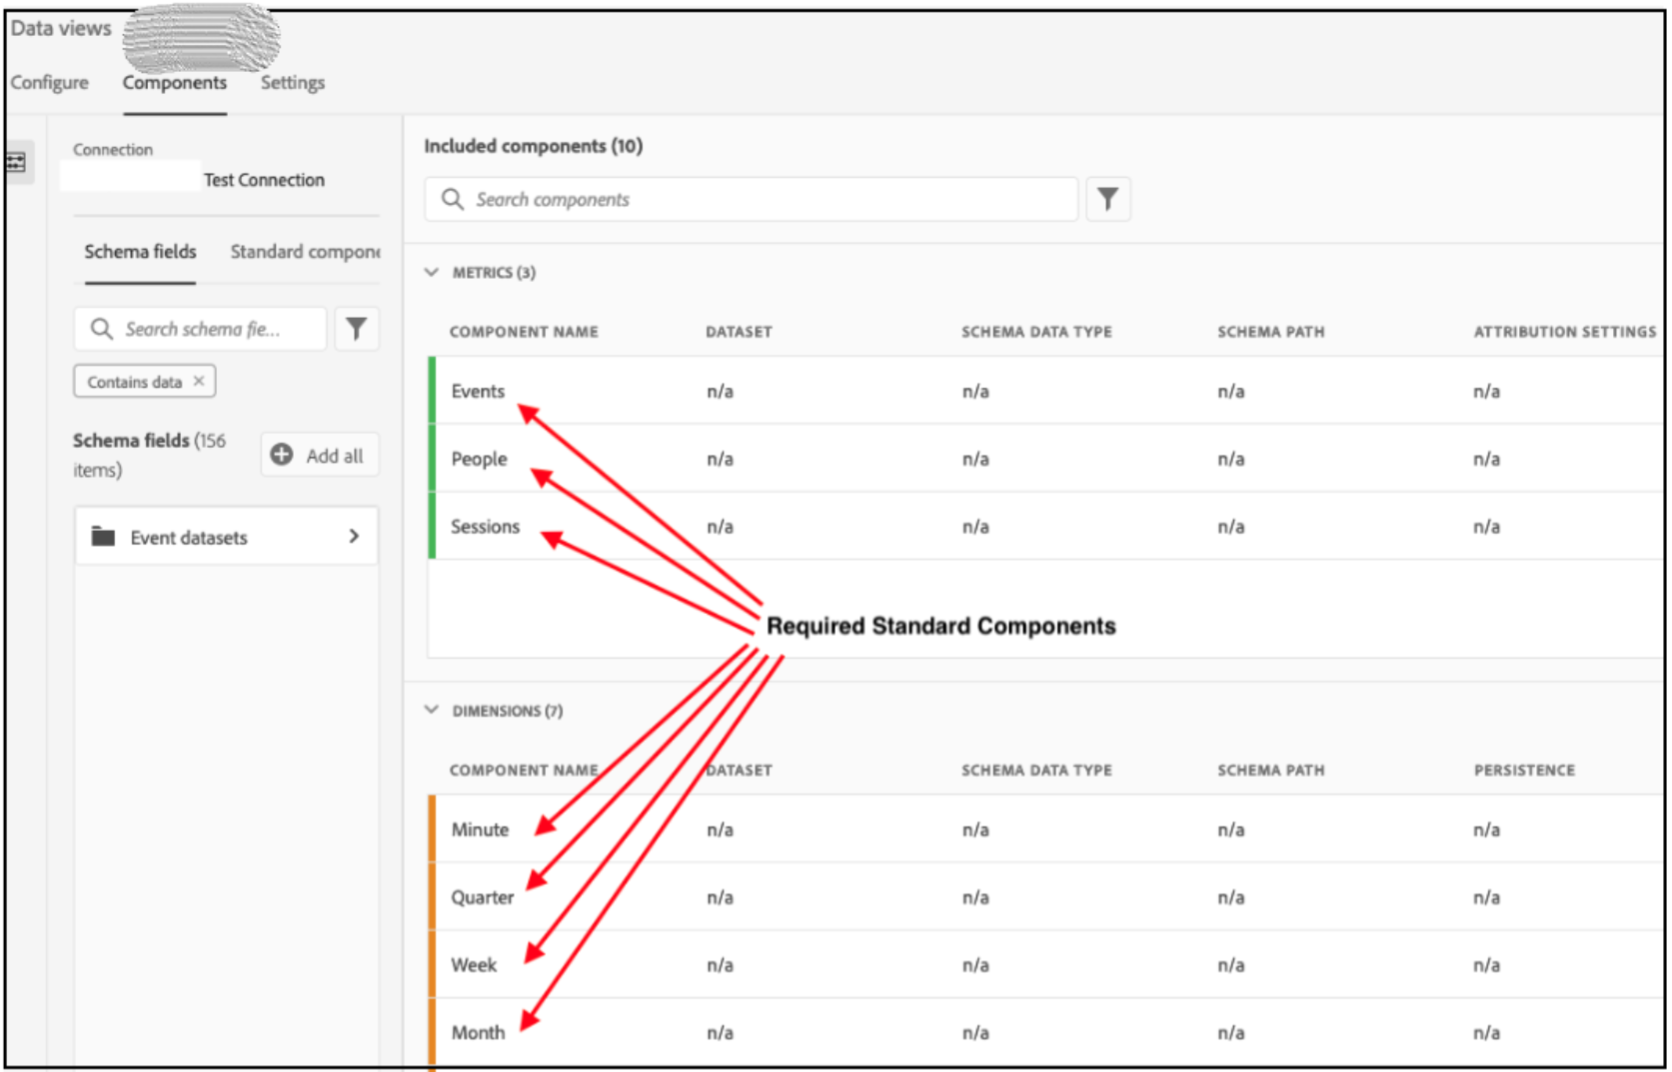 Data views
Configure Components Settings
Connection
Test Connection
Schema fields Standard compone
Search schema fie...
Contains data ×
Schema fields (156
items)
Add all
Event datasets
Included components (10)
Search components
METRICS (3)
COMPONENT NAME DATASET SCHEMA DATA TYPE SCHEMA PATH ATTRIBUTION SETTINGS
Events n/a n/a n/a n/a
People n/a n/a n/a n/a
Sessions n/a n/a n/a n/a
Required Standard Components
DIMENSIONS (7)
COMPONENT NAME DATASET SCHEMA DATA TYPE SCHEMA PATH PERSISTENCE
Minute n/a n/a n/a n/a
Quarter n/a n/a n/a n/a
Week n/a n/a n/a n/a
Month n/a n/a n/a n/a